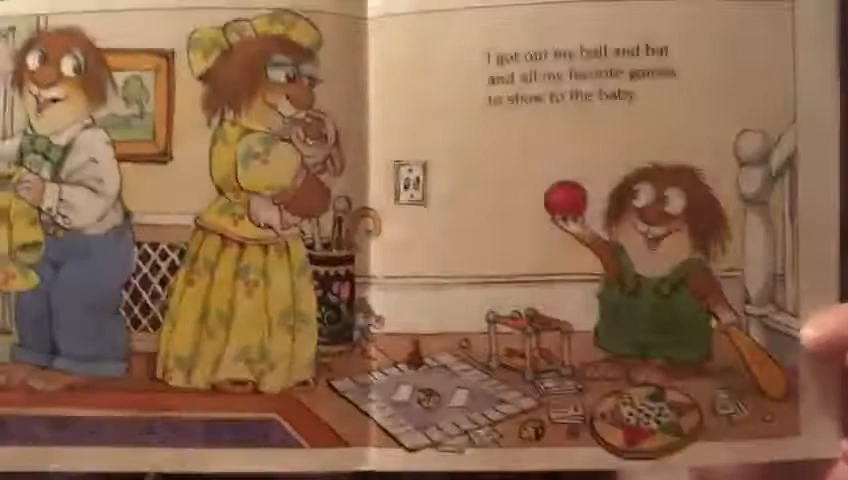 I got out my ball and bat
and all my favorite games
to show to the baby.